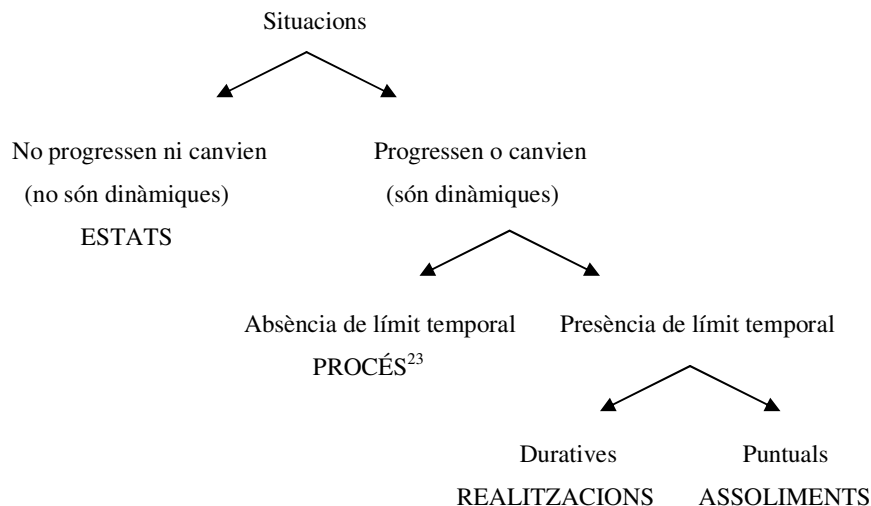 Situacions
No progressen ni canvien
(no són dinàmiques)
ESTATS
Progressen o canvien
(són dinàmiques)
Absència de límit temporal
PROCÉS23
Presència de límit temporal
Duratives
REALITZACIONS
Puntuals
ASSOLIMENTS